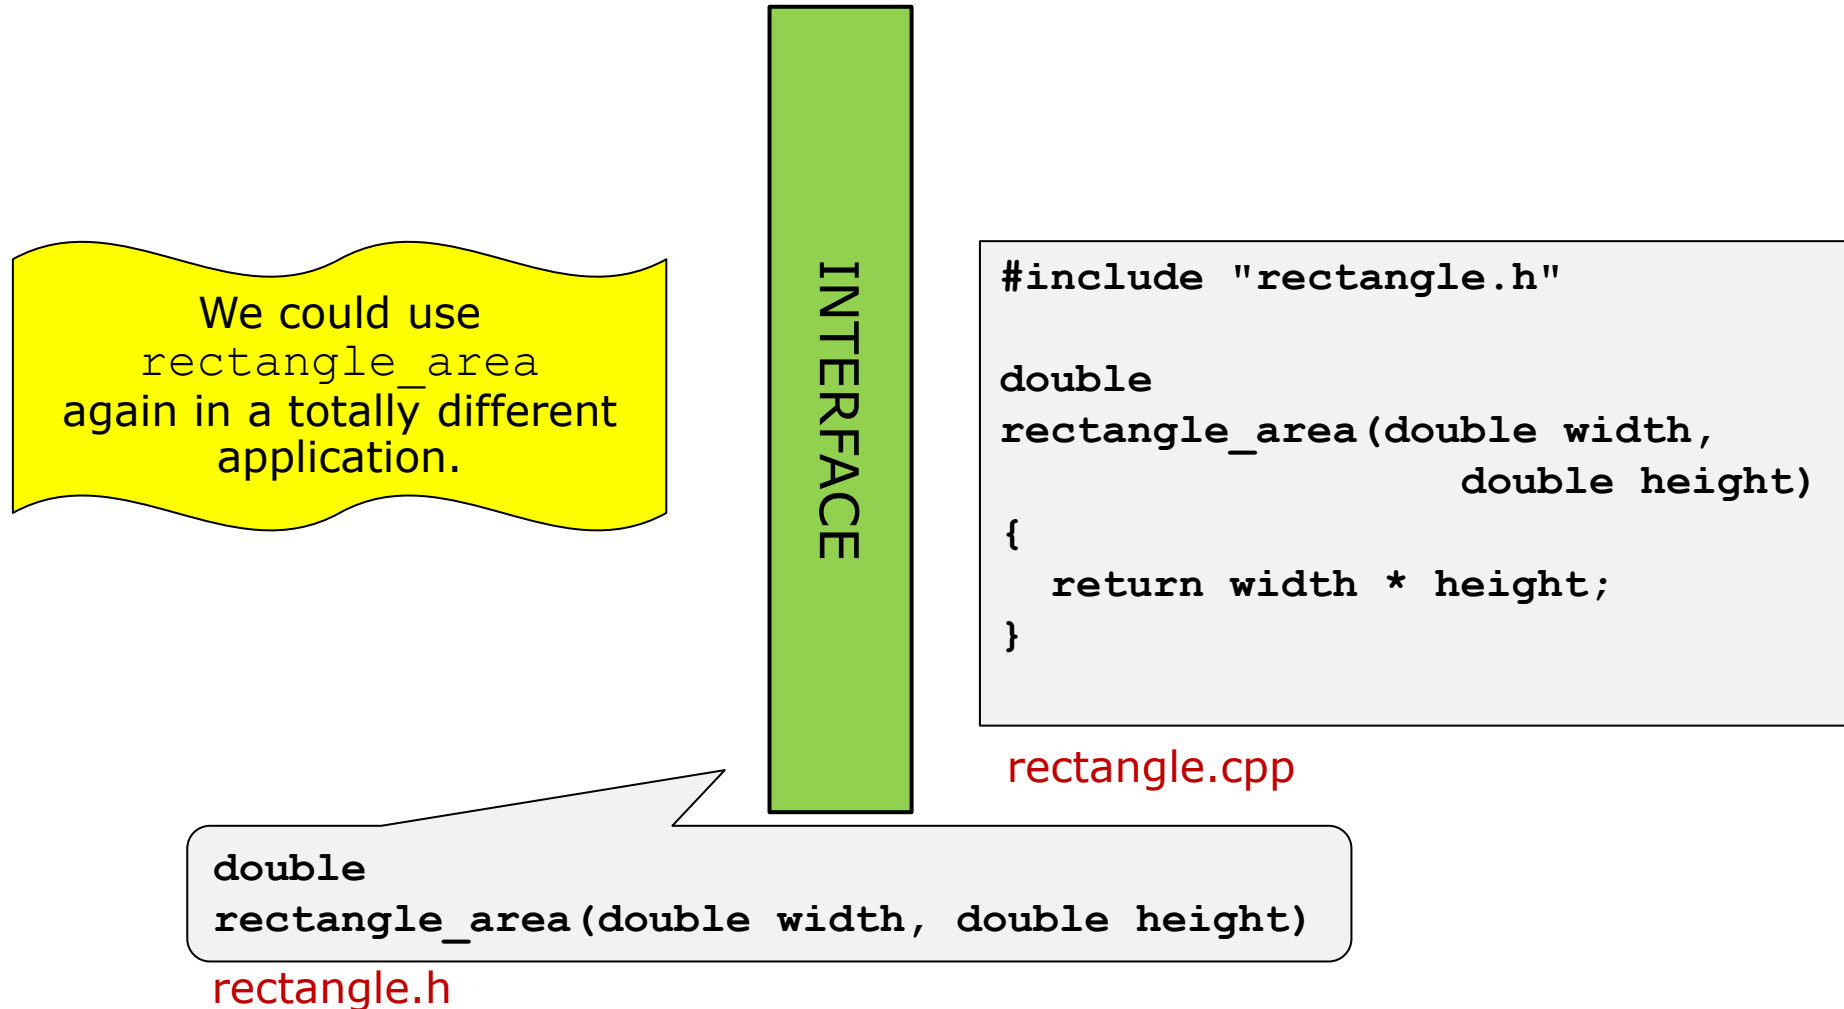 We could use
rectangle_area
again in a totally different
application.
INTERFACE
#include "rectangle.h"
double
rectangle_area(double width,
double height)
{
return width * height;
}
rectangle.cpp
double
rectangle_area(double width, double height)
rectangle.h